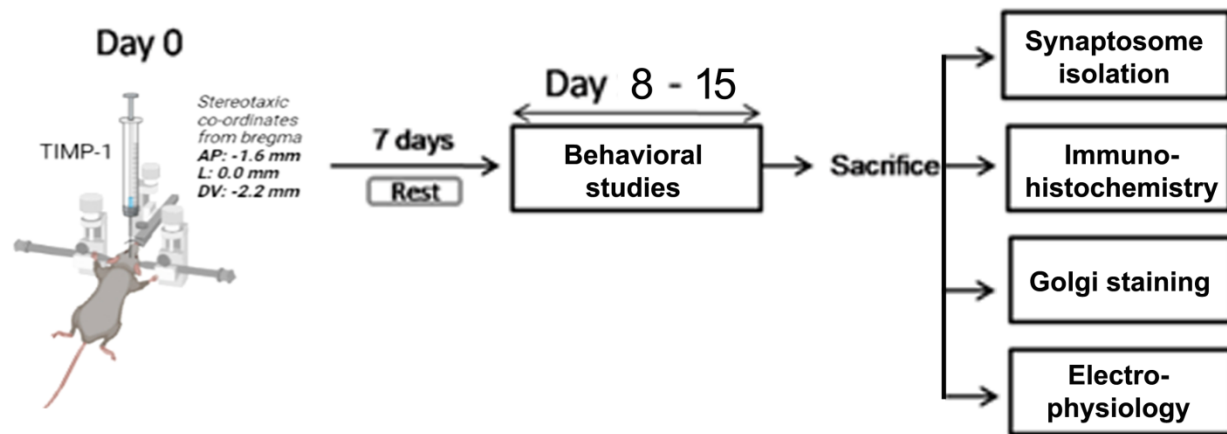 Day 0
TIMP-1
Stereotaxic
co-ordinates
from bregma
AP: -1.6 mm
L: 0.0 mm
DV: -2.2 mm
7 days
Rest
Day 8 - 15
Behavioral
studies
Sacrifice
Synaptosome
isolation
Immuno-
histochemistry
Golgi staining
Electro-
physiology